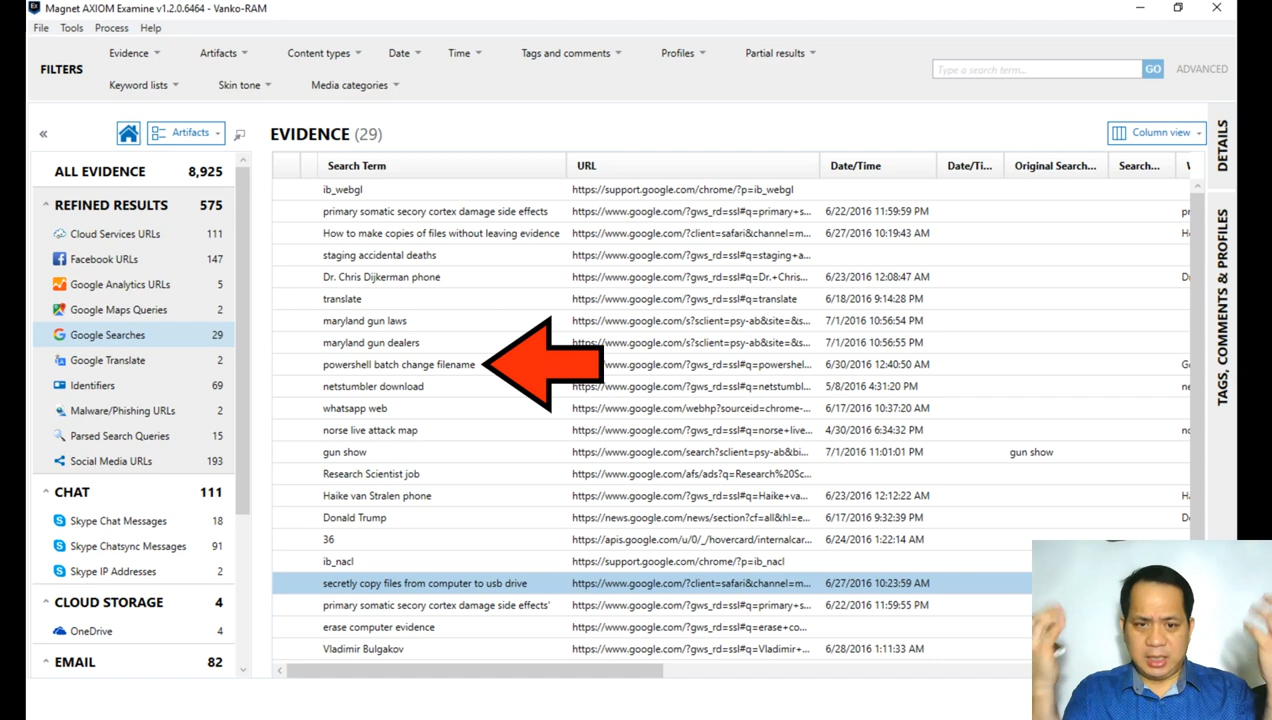 Magnet AXIOM Examine v1.2.0.6464 - Vanko-RAM
File Tools Process Help
FILTERS
Evidence Artifacts Content types Date Time Tags and comments Profiles Partial results
Keyword lists Skin tone Media categories
Type a search term... GO ADVANCED
« Artifacts
EVIDENCE (29)
Column view
DETAILS
TAGS, COMMENTS & PROFILES
ALL EVIDENCE 8,925
REFINED RESULTS 575
Cloud Services URLs 111
Facebook URLs 147
Google Analytics URLs 5
Google Maps Queries 2
Google Searches 29
Google Translate 2
Identifiers 69
Malware/Phishing URLs 2
Parsed Search Queries 15
Social Media URLs 193
CHAT 111
Skype Chat Messages 18
Skype Chatsync Messages 91
Skype IP Addresses 2
CLOUD STORAGE 4
OneDrive 4
EMAIL 82
Search Term URL Date/Time Date/Ti... Original Search... Search...
ib_webgl https://support.google.com/chrome/?p=ib_webgl
primary somatic secory cortex damage side effects https://www.google.com/?gws_rd=ssl#q=primary+s... 6/22/2016 11:59:59 PM pr
How to make copies of files without leaving evidence https://www.google.com/?client=safari&channel=m... 6/27/2016 10:19:43 AM H
staging accidental deaths https://www.google.com/?gws_rd=ssl#q=staging+a...
Dr. Chris Dijkerman phone https://www.google.com/?gws_rd=ssl#q=Dr.+Chris... 6/23/2016 12:08:47 AM D
translate https://www.google.com/?gws_rd=ssl#q=translate 6/18/2016 9:14:28 PM
maryland gun laws https://www.google.com/s?sclient=psy-ab&site=&s... 7/1/2016 10:56:54 PM
maryland gun dealers https://www.google.com/s?sclient=psy-ab&site=&s... 7/1/2016 10:56:55 PM
powershell batch change filename www.google.com/?gws_rd=ssl#q=powershel... 6/30/2016 12:40:50 AM G
netstumbler download https://www.google.com/?gws_rd=ssl#q=netstumbl... 5/8/2016 4:31:20 PM ne
whatsapp web https://www.google.com/webhp?sourceid=chrome-... 6/17/2016 10:37:20 AM
norse live attack map https://www.google.com/?gws_rd=ssl#q=norse+live... 4/30/2016 6:34:32 PM no
gun show https://www.google.com/search?sclient=psy-ab&bi... 7/1/2016 11:01:01 PM gun show
Research Scientist job https://www.google.com/afs/ads?q=Research%20Sc...
Haike van Stralen phone https://www.google.com/?gws_rd=ssl#q=Haike+va... 6/23/2016 12:12:22 AM H
Donald Trump https://news.google.com/news/section?cf=all&hl=e... 6/17/2016 9:32:39 PM D
36 https://apis.google.com/u/0/_/hovercard/internalcar... 6/24/2016 1:22:14 AM
ib_nacl https://support.google.com/chrome/?p=ib_nacl
secretly copy files from computer to usb drive https://www.google.com/?client=safari&channel=m... 6/27/2016 10:23:59 AM
primary somatic secory cortex damage side effects' https://www.google.com/?gws_rd=ssl#q=primary+s... 6/22/2016 11:59:55 PM
erase computer evidence https://www.google.com/?gws_rd=ssl#q=erase+co...
Vladimir Bulgakov https://www.google.com/?gws_rd=ssl#q=Vladimir+... 6/28/2016 1:11:33 AM